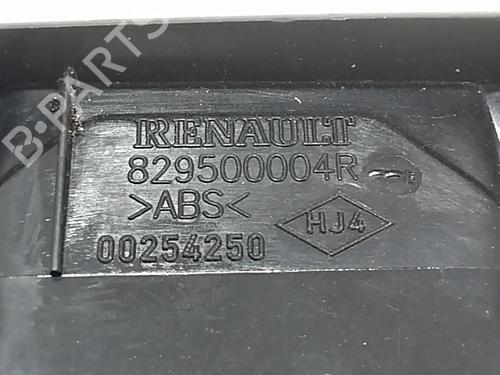 B-PARTS
RENAULT
829500004R
>ABS<
HJ4
00254250